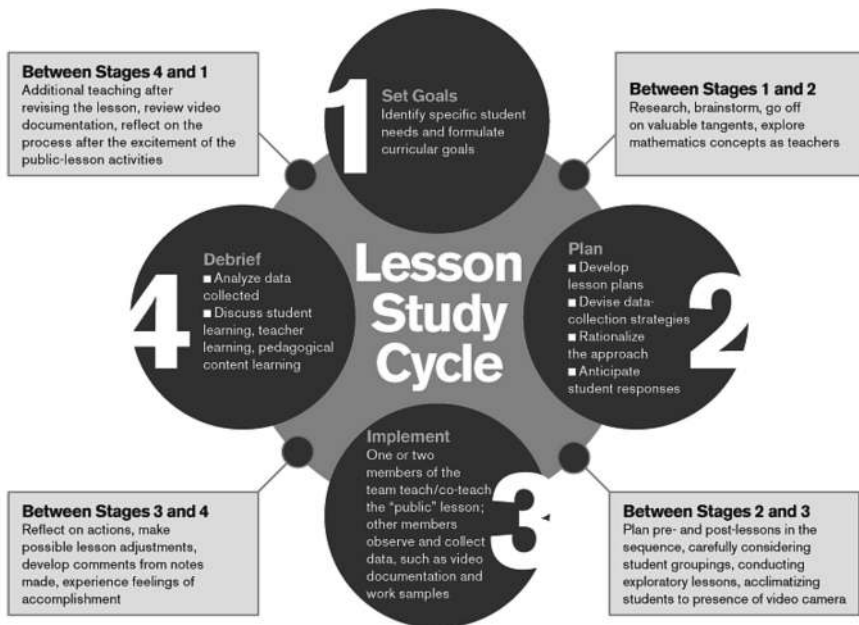 Between Stages 4 and 1
Additional teaching after
revising the lesson, review video
documentation, reflect on the
process after the excitement of the
public-lesson activities
1
Set Goals
Identify specific student
needs and formulate
curricular goals
Between Stages 1 and 2
Research, brainstorm, go off
on valuable tangents, explore
mathematics concepts as teachers
Lesson
Study
Cycle
Plan
■ Develop
lesson plans
■ Devise data-
collection strategies
■ Rationalize
the approach
■ Anticipate
student responses
2
Between Stages 2 and 3
Plan pre- and post-lessons in the
sequence, carefully considering
student groupings, conducting
exploratory lessons, acclimatizing
students to presence of video camera
Implement
One or two
members of the
team teach/co-teach
the "public" lesson;
other members
observe and collect
data, such as video
documentation and
work samples
3
Between Stages 3 and 4
Reflect on actions, make
possible lesson adjustments,
develop comments from notes
made, experience feelings of
accomplishment
4
Debrief
■ Analyze data
collected
■ Discuss student
learning, teacher
learning, pedagogical
content learning